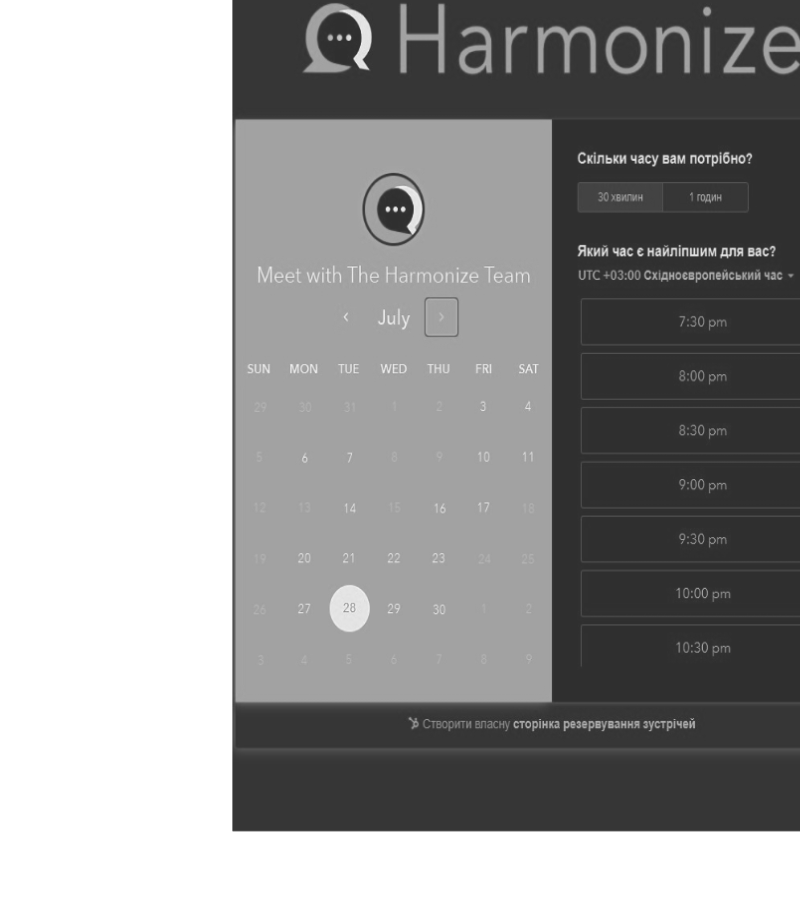 Harmonize
Meet with The Harmonize Team
‹ July ›
SUN MON TUE WED THU FRI SAT
29 30 31 1 2 3 4
5 6 7 8 9 10 11
12 13 14 15 16 17 18
19 20 21 22 23 24 25
26 27 28 29 30 1 2
3 4 5 6 7 8 9
Скільки часу вам потрібно?
30 хвилин 1 годин
Який час є найліпшим для вас?
UTC +03:00 Східноєвропейський час
7:30 pm
8:00 pm
8:30 pm
9:00 pm
9:30 pm
10:00 pm
10:30 pm
Створити власну сторінка резервування зустрічей